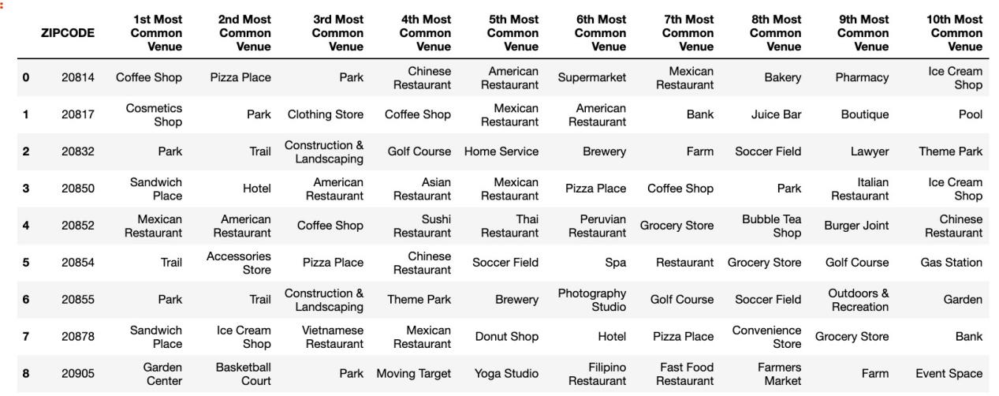 :
ZIPCODE 1st Most Common Venue 2nd Most Common Venue 3rd Most Common Venue 4th Most Common Venue 5th Most Common Venue 6th Most Common Venue 7th Most Common Venue 8th Most Common Venue 9th Most Common Venue 10th Most Common Venue
0 20814 Coffee Shop Pizza Place Park Chinese Restaurant American Restaurant Supermarket Mexican Restaurant Bakery Pharmacy Ice Cream Shop
1 20817 Cosmetics Shop Park Clothing Store Coffee Shop Mexican Restaurant American Restaurant Bank Juice Bar Boutique Pool
2 20832 Park Trail Construction & Landscaping Golf Course Home Service Brewery Farm Soccer Field Lawyer Theme Park
3 20850 Sandwich Place Hotel American Restaurant Asian Restaurant Mexican Restaurant Pizza Place Coffee Shop Park Italian Restaurant Ice Cream Shop
4 20852 Mexican Restaurant American Restaurant Coffee Shop Sushi Restaurant Thai Restaurant Peruvian Restaurant Grocery Store Bubble Tea Shop Burger Joint Chinese Restaurant
5 20854 Trail Accessories Store Pizza Place Chinese Restaurant Soccer Field Spa Restaurant Grocery Store Golf Course Gas Station
6 20855 Park Trail Construction & Landscaping Theme Park Brewery Photography Studio Golf Course Soccer Field Outdoors & Recreation Garden
7 20878 Sandwich Place Ice Cream Shop Vietnamese Restaurant Mexican Restaurant Donut Shop Hotel Pizza Place Convenience Store Grocery Store Bank
8 20905 Garden Center Basketball Court Park Moving Target Yoga Studio Filipino Restaurant Fast Food Restaurant Farmers Market Farm Event Space